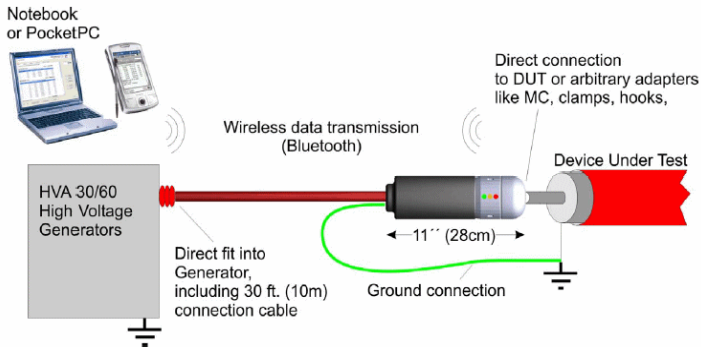 Notebook
or PocketPC
Direct connection
to DUT or arbitrary adapters
like MC, clamps, hooks,
Wireless data transmission
(Bluetooth)
Device Under Test
HVA 30/60
High Voltage
Generators
11´´ (28cm)
Direct fit into
Generator,
including 30 ft. (10m)
connection cable
Ground connection